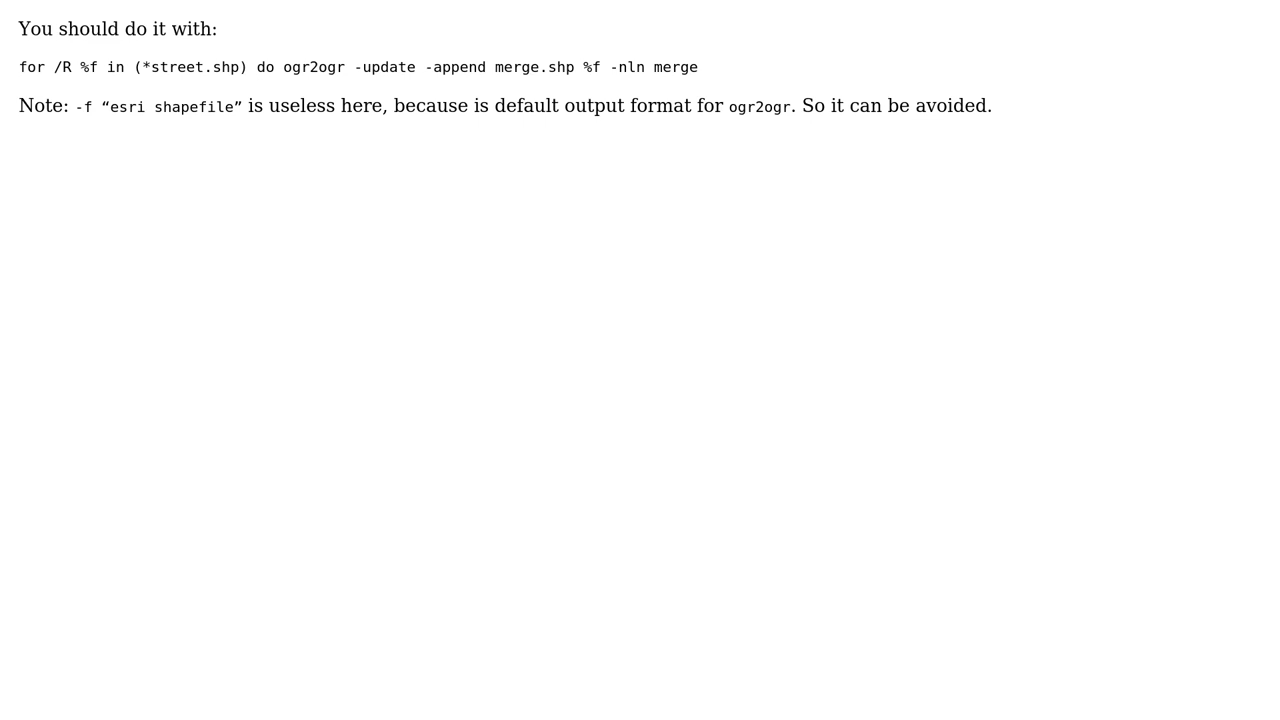 You should do it with:
for /R %f in (*street.shp) do ogr2ogr -update -append merge.shp %f -nln merge
Note: -f “esri shapefile” is useless here, because is default output format for ogr2ogr. So it can be avoided.